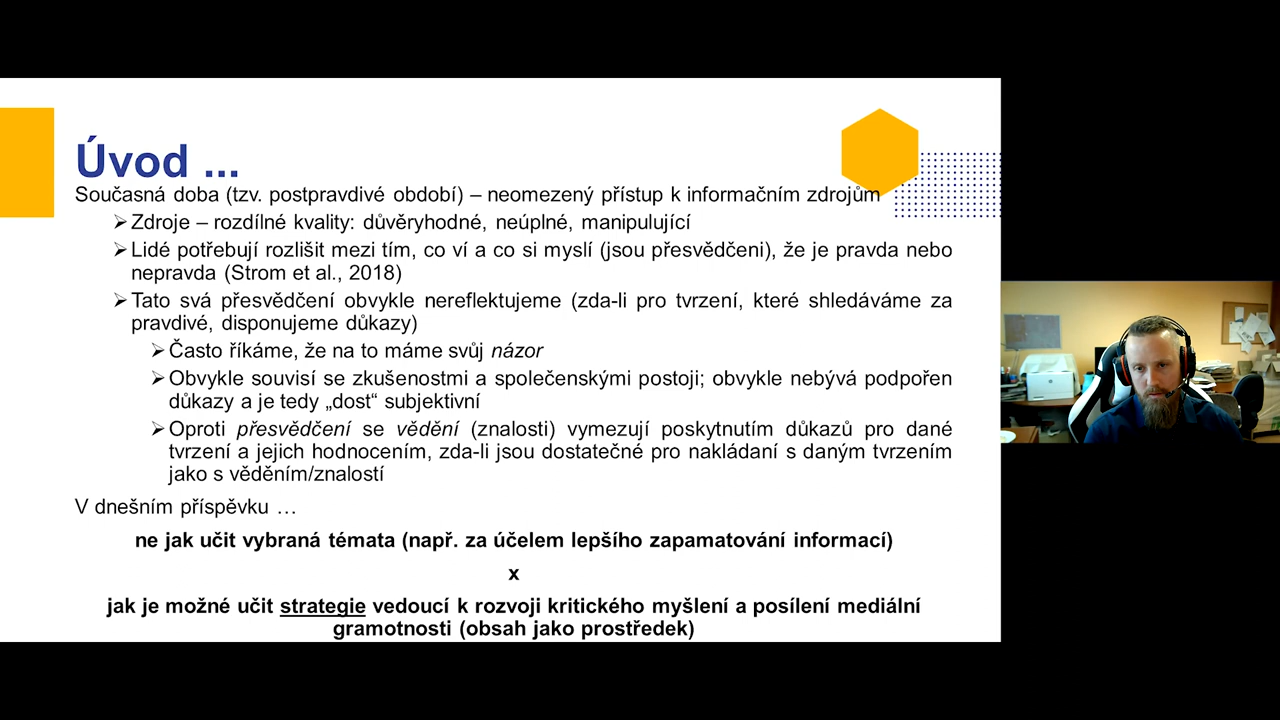 Úvod ...
Současná doba (tzv. postpravdivé období) – neomezený přístup k informačním zdrojům
➢Zdroje – rozdílné kvality: důvěryhodné, neúplné, manipulující
➢Lidé potřebují rozlišit mezi tím, co ví a co si myslí (jsou přesvědčeni), že je pravda nebo
nepravda (Strom et al., 2018)
➢Tato svá přesvědčení obvykle nereflektujeme (zda-li pro tvrzení, které shledáváme za
pravdivé, disponujeme důkazy)
➢Často říkáme, že na to máme svůj názor
➢Obvykle souvisí se zkušenostmi a společenskými postoji; obvykle nebývá podpořen
důkazy a je tedy „dost“ subjektivní
➢Oproti přesvědčení se vědění (znalosti) vymezují poskytnutím důkazů pro dané
tvrzení a jejich hodnocením, zda-li jsou dostatečné pro nakládaní s daným tvrzením
jako s věděním/znalostí
V dnešním příspěvku …
ne jak učit vybraná témata (např. za účelem lepšího zapamatování informací)
x
jak je možné učit strategie vedoucí k rozvoji kritického myšlení a posílení mediální
gramotnosti (obsah jako prostředek)